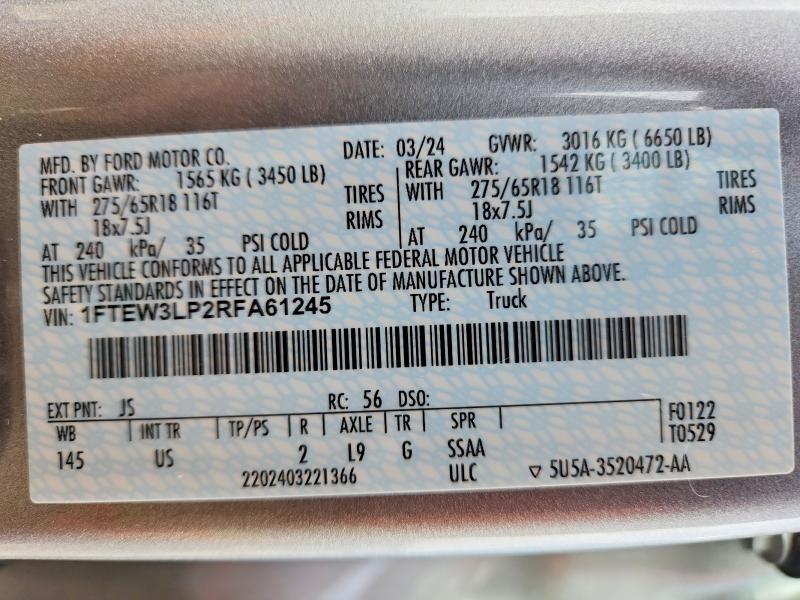 MFD. BY FORD MOTOR CO. DATE: 03/24 GVWR: 3016 KG ( 6650 LB)
FRONT GAWR: 1565 KG ( 3450 LB) REAR GAWR: 1542 KG ( 3400 LB)
WITH 275/65R18 116T TIRES WITH 275/65R18 116T TIRES
18x7.5J RIMS 18x7.5J RIMS
AT 240 kPa/ 35 PSI COLD AT 240 kPa/ 35 PSI COLD
THIS VEHICLE CONFORMS TO ALL APPLICABLE FEDERAL MOTOR VEHICLE
SAFETY STANDARDS IN EFFECT ON THE DATE OF MANUFACTURE SHOWN ABOVE.
VIN: 1FTEW3LP2RFA61245 TYPE: Truck
EXT PNT: JS RC: 56 DSO: F0122
WB INT TR TP/PS R AXLE TR SPR T0529
145 US 2 L9 G SSAA
2202403221366 ULC ▽ 5U5A-3520472-AA